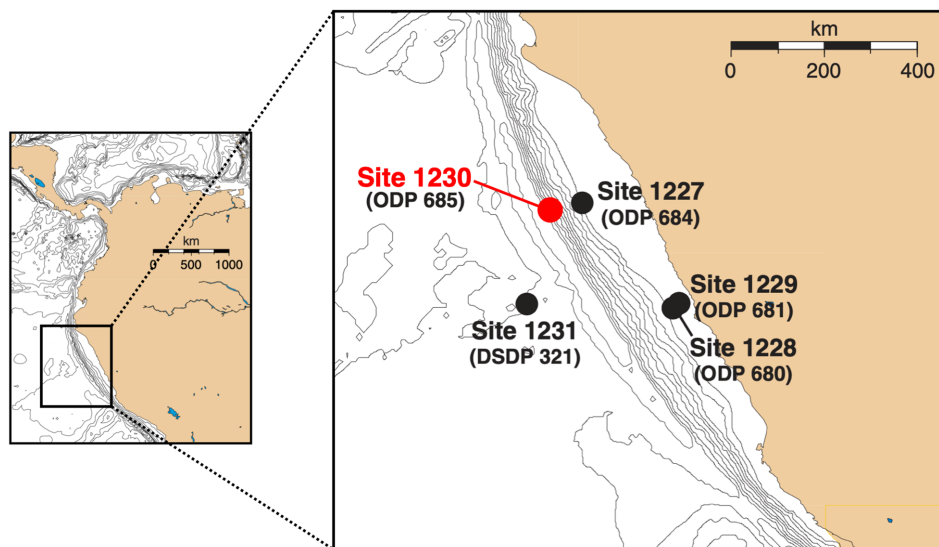 km
0 200 400
Site 1230
(ODP 685)
Site 1227
(ODP 684)
km
0 500 1000
Site 1229
(ODP 681)
Site 1231
(DSDP 321)
Site 1228
(ODP 680)